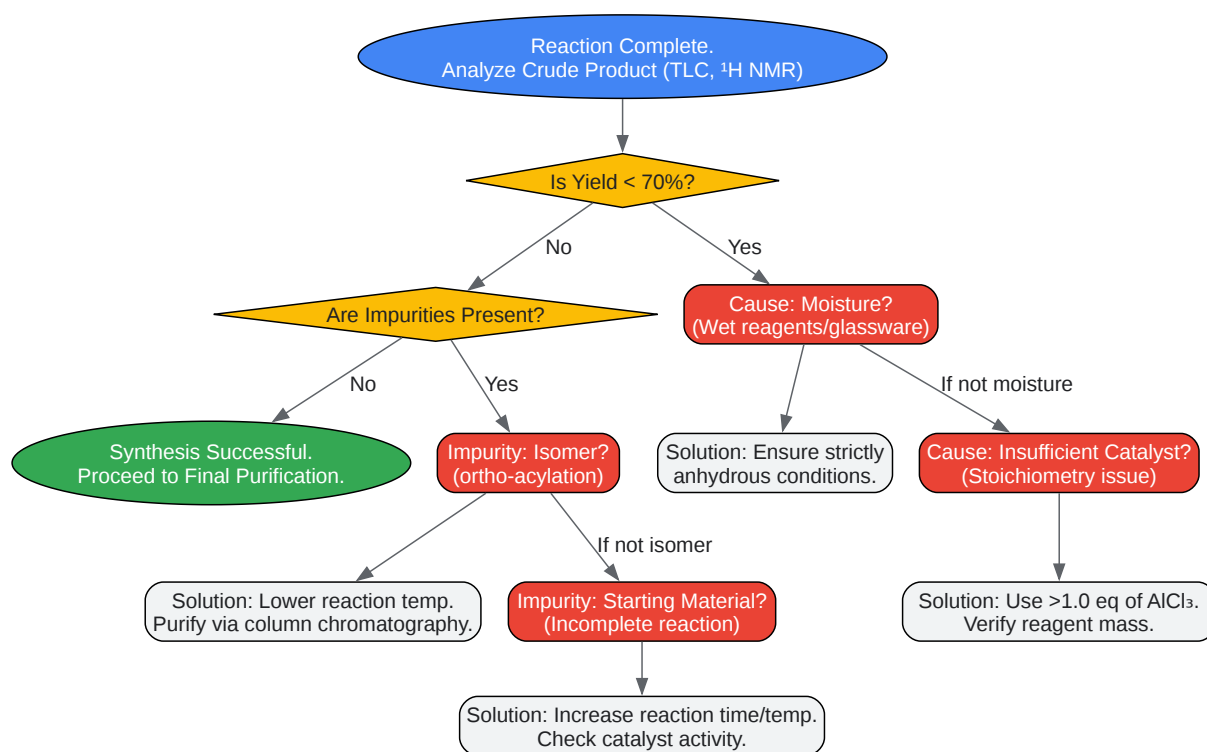 Reaction Complete.
Analyze Crude Product (TLC, ¹H NMR)
Is Yield < 70%?
No
Yes
Are Impurities Present?
Cause: Moisture?
(Wet reagents/glassware)
No
Yes
If not moisture
Synthesis Successful.
Proceed to Final Purification.
Impurity: Isomer?
(ortho-acylation)
Solution: Ensure strictly
anhydrous conditions.
Cause: Insufficient Catalyst?
(Stoichiometry issue)
If not isomer
Solution: Lower reaction temp.
Purify via column chromatography.
Impurity: Starting Material?
(Incomplete reaction)
Solution: Use >1.0 eq of AlCl₃.
Verify reagent mass.
Solution: Increase reaction time/temp.
Check catalyst activity.